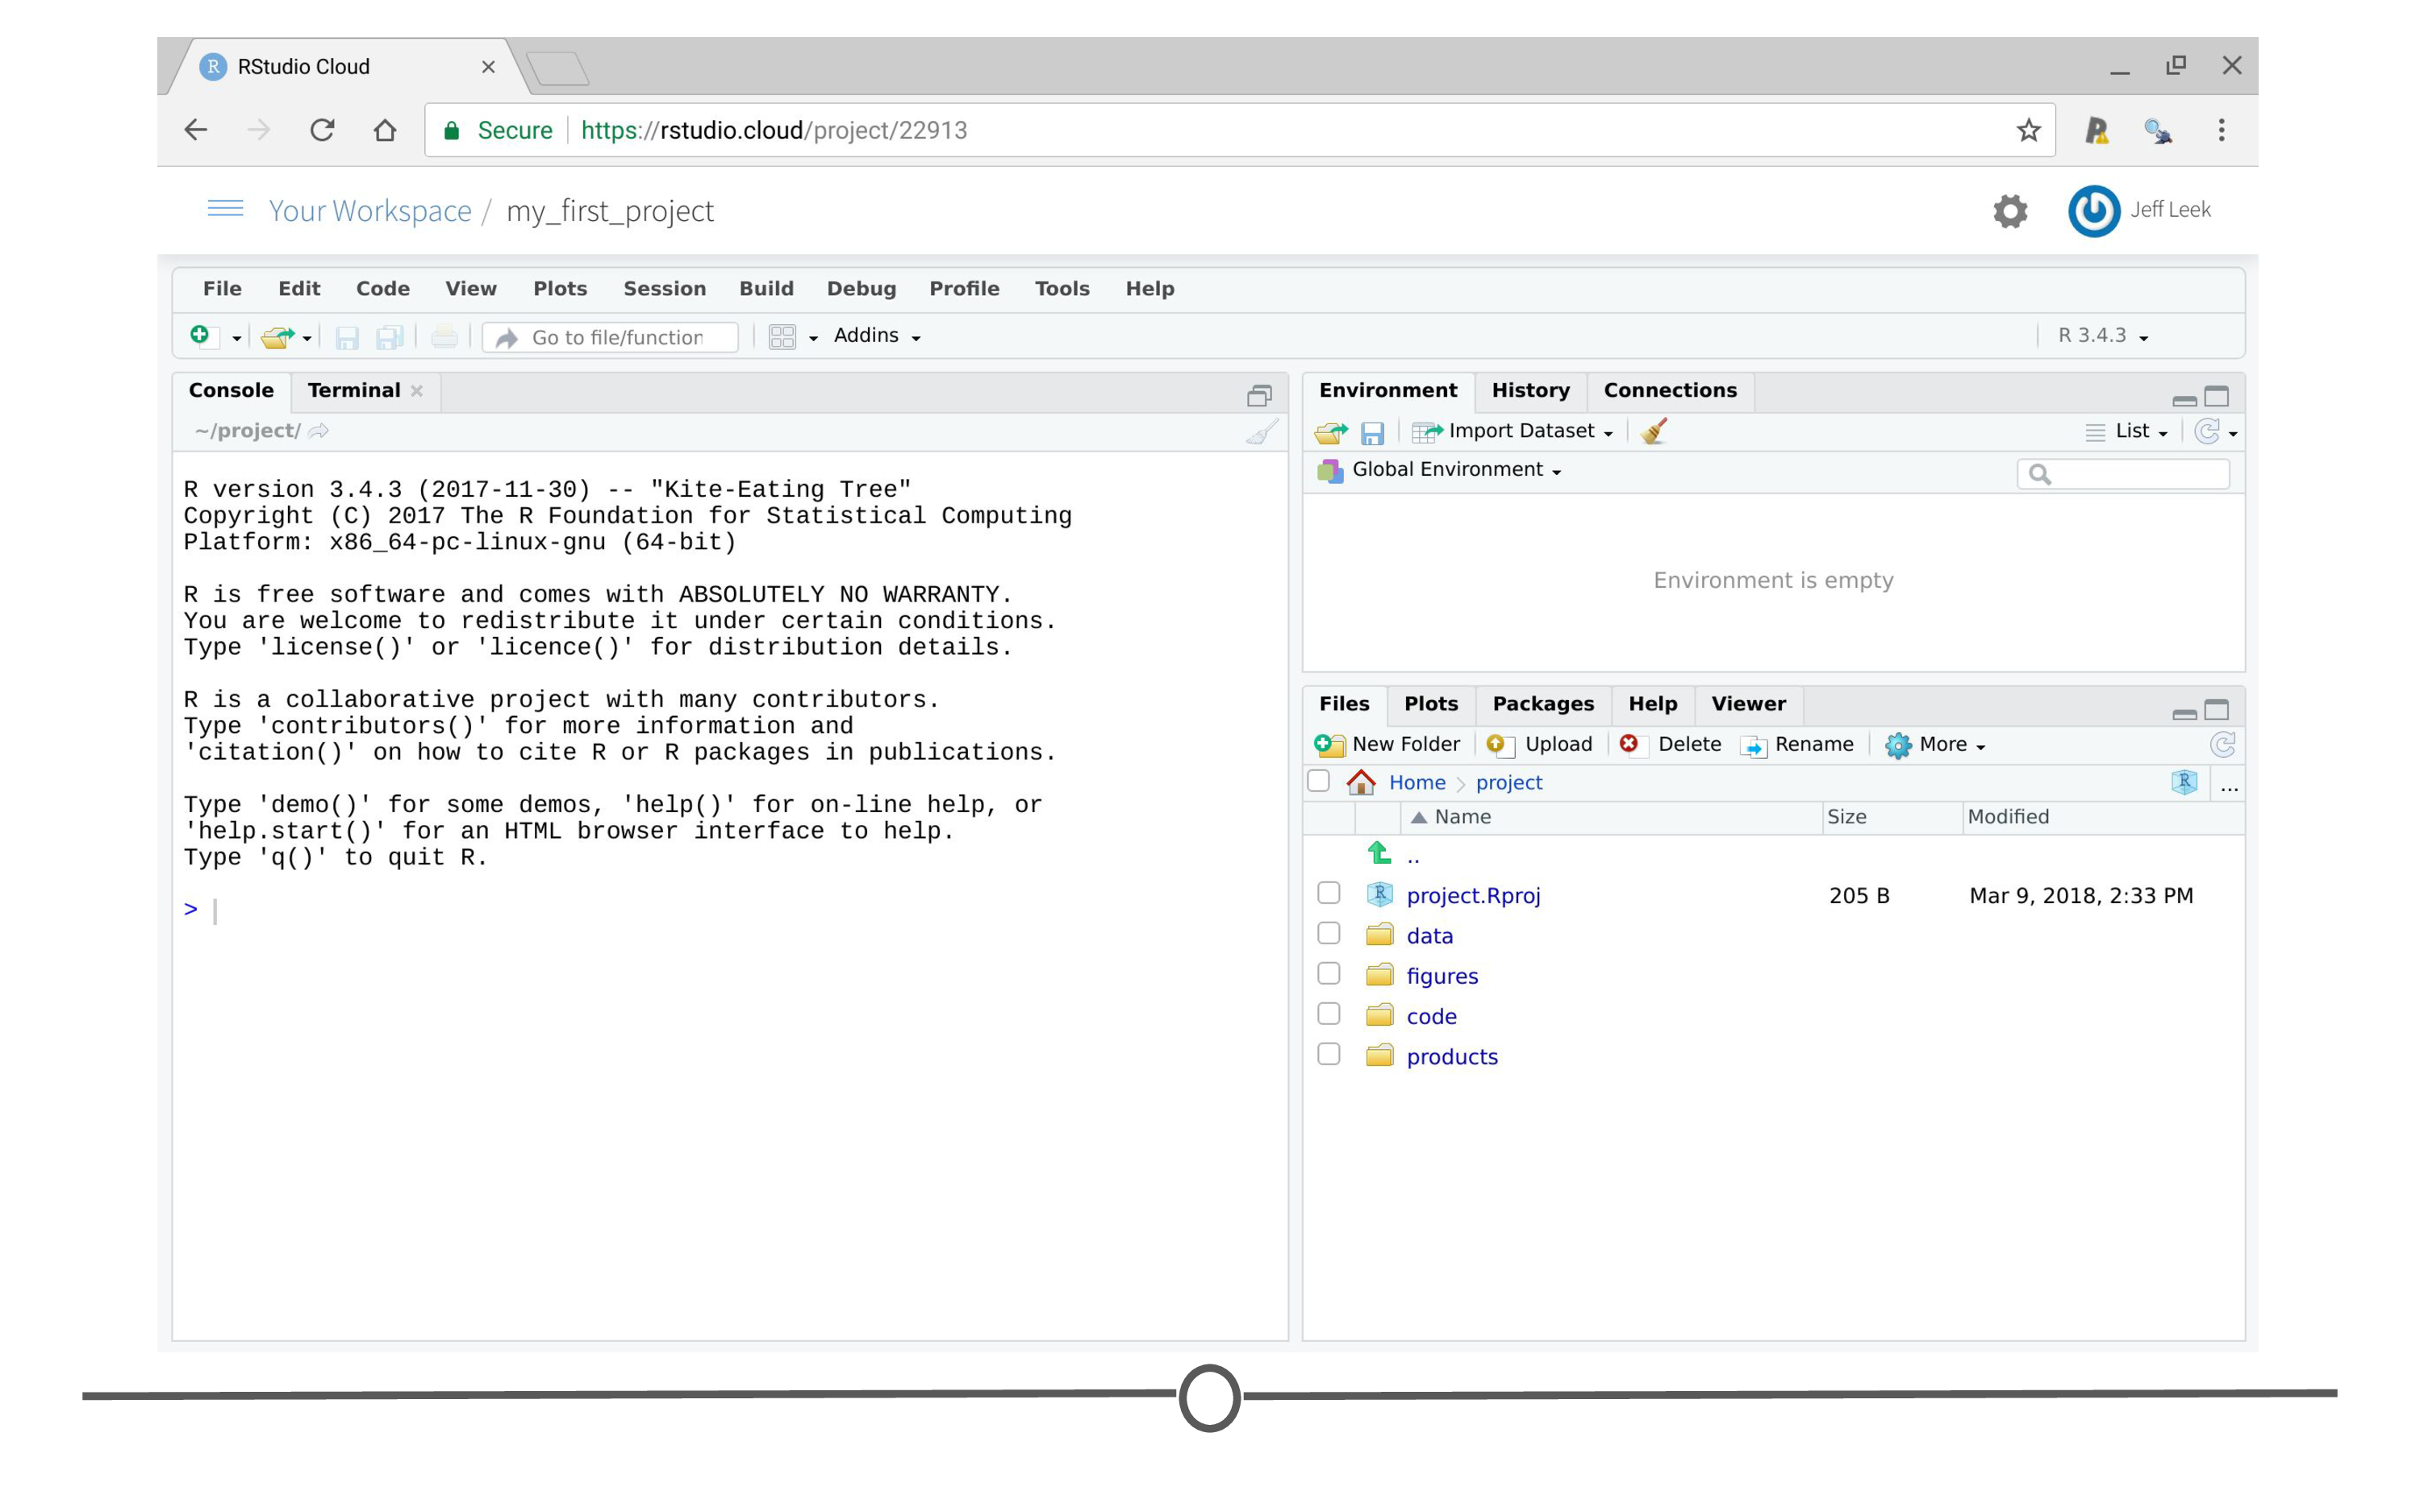 RStudio Cloud
Secure https://rstudio.cloud/project/22913
Your Workspace / my_first_project
Jeff Leek
File Edit Code View Plots Session Build Debug Profile Tools Help
Go to file/function Addins R 3.4.3
Console Terminal
~/project/
R version 3.4.3 (2017-11-30) -- "Kite-Eating Tree"
Copyright (C) 2017 The R Foundation for Statistical Computing
Platform: x86_64-pc-linux-gnu (64-bit)
R is free software and comes with ABSOLUTELY NO WARRANTY.
You are welcome to redistribute it under certain conditions.
Type 'license()' or 'licence()' for distribution details.
R is a collaborative project with many contributors.
Type 'contributors()' for more information and
'citation()' on how to cite R or R packages in publications.
Type 'demo()' for some demos, 'help()' for on-line help, or
'help.start()' for an HTML browser interface to help.
Type 'q()' to quit R.
>
Environment History Connections
Import Dataset List
Global Environment
Environment is empty
Files Plots Packages Help Viewer
New Folder Upload Delete Rename More
Home > project ...
Name Size Modified
..
project.Rproj 205 B Mar 9, 2018, 2:33 PM
data
figures
code
products